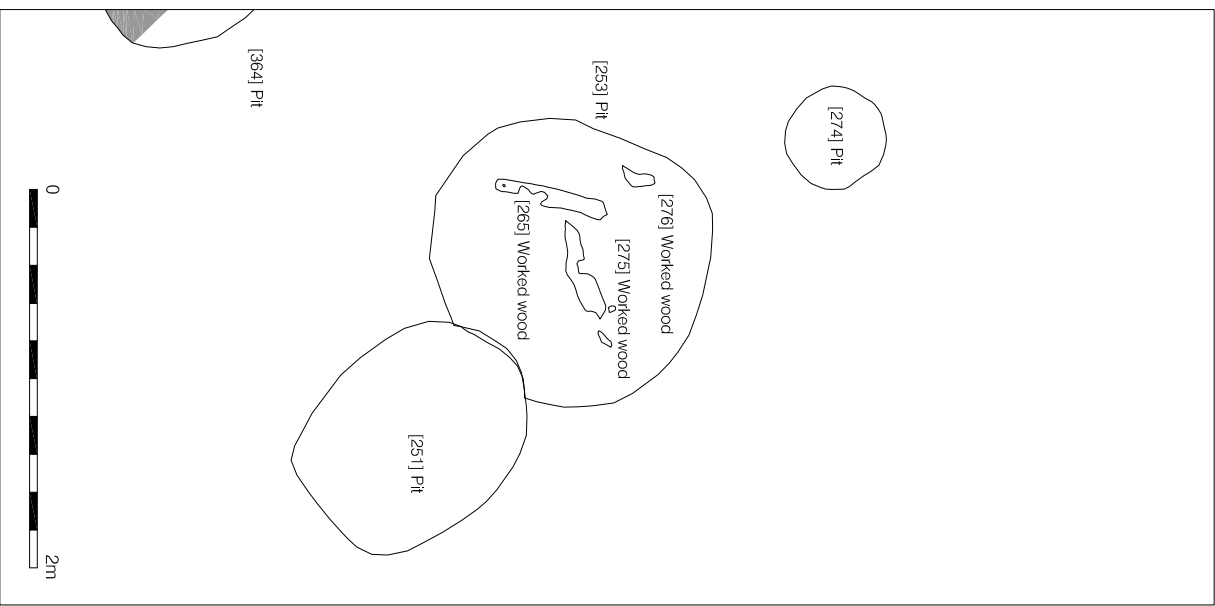 [364] Pit
[253] Pit
[274] Pit
[276] Worked wood
[275] Worked wood
[265] Worked wood
[251] Pit
0
2m